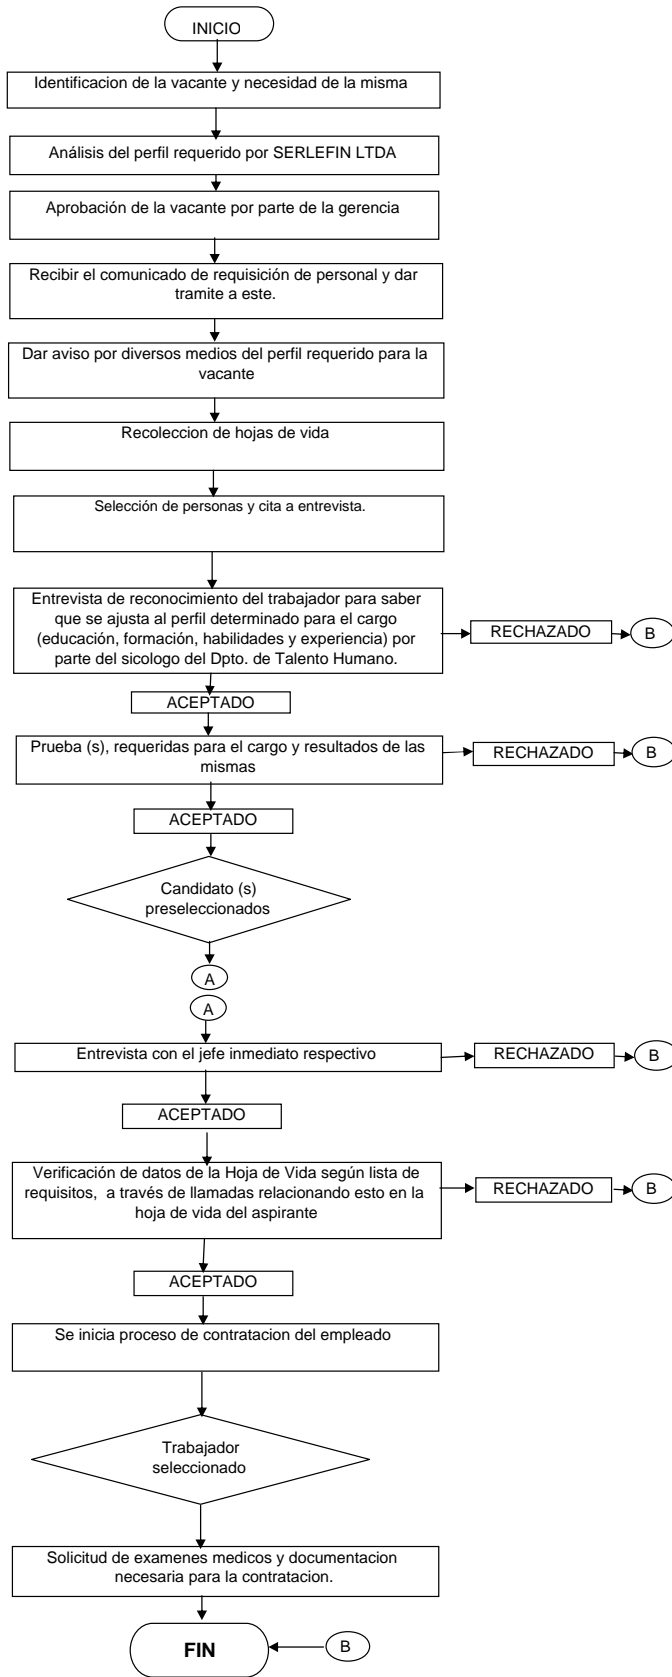 INICIO
Identificacion de la vacante y necesidad de la misma
Análisis del perfil requerido por SERLEFIN LTDA
Aprobación de la vacante por parte de la gerencia
Recibir el comunicado de requisición de personal y dar
tramite a este.
Dar aviso por diversos medios del perfil requerido para la
vacante
Recoleccion de hojas de vida
Selección de personas y cita a entrevista.
Entrevista de reconocimiento del trabajador para saber
que se ajusta al perfil determinado para el cargo
(educación, formación, habilidades y experiencia) por
parte del sicologo del Dpto. de Talento Humano.
RECHAZADO
B
ACEPTADO
Prueba (s), requeridas para el cargo y resultados de las
mismas
RECHAZADO
B
ACEPTADO
Candidato (s)
preseleccionados
A
A
Entrevista con el jefe inmediato respectivo
RECHAZADO
B
ACEPTADO
Verificación de datos de la Hoja de Vida según lista de
requisitos, a través de llamadas relacionando esto en la
hoja de vida del aspirante
RECHAZADO
B
ACEPTADO
Se inicia proceso de contratacion del empleado
Trabajador
seleccionado
Solicitud de examenes medicos y documentacion
necesaria para la contratacion.
FIN
B